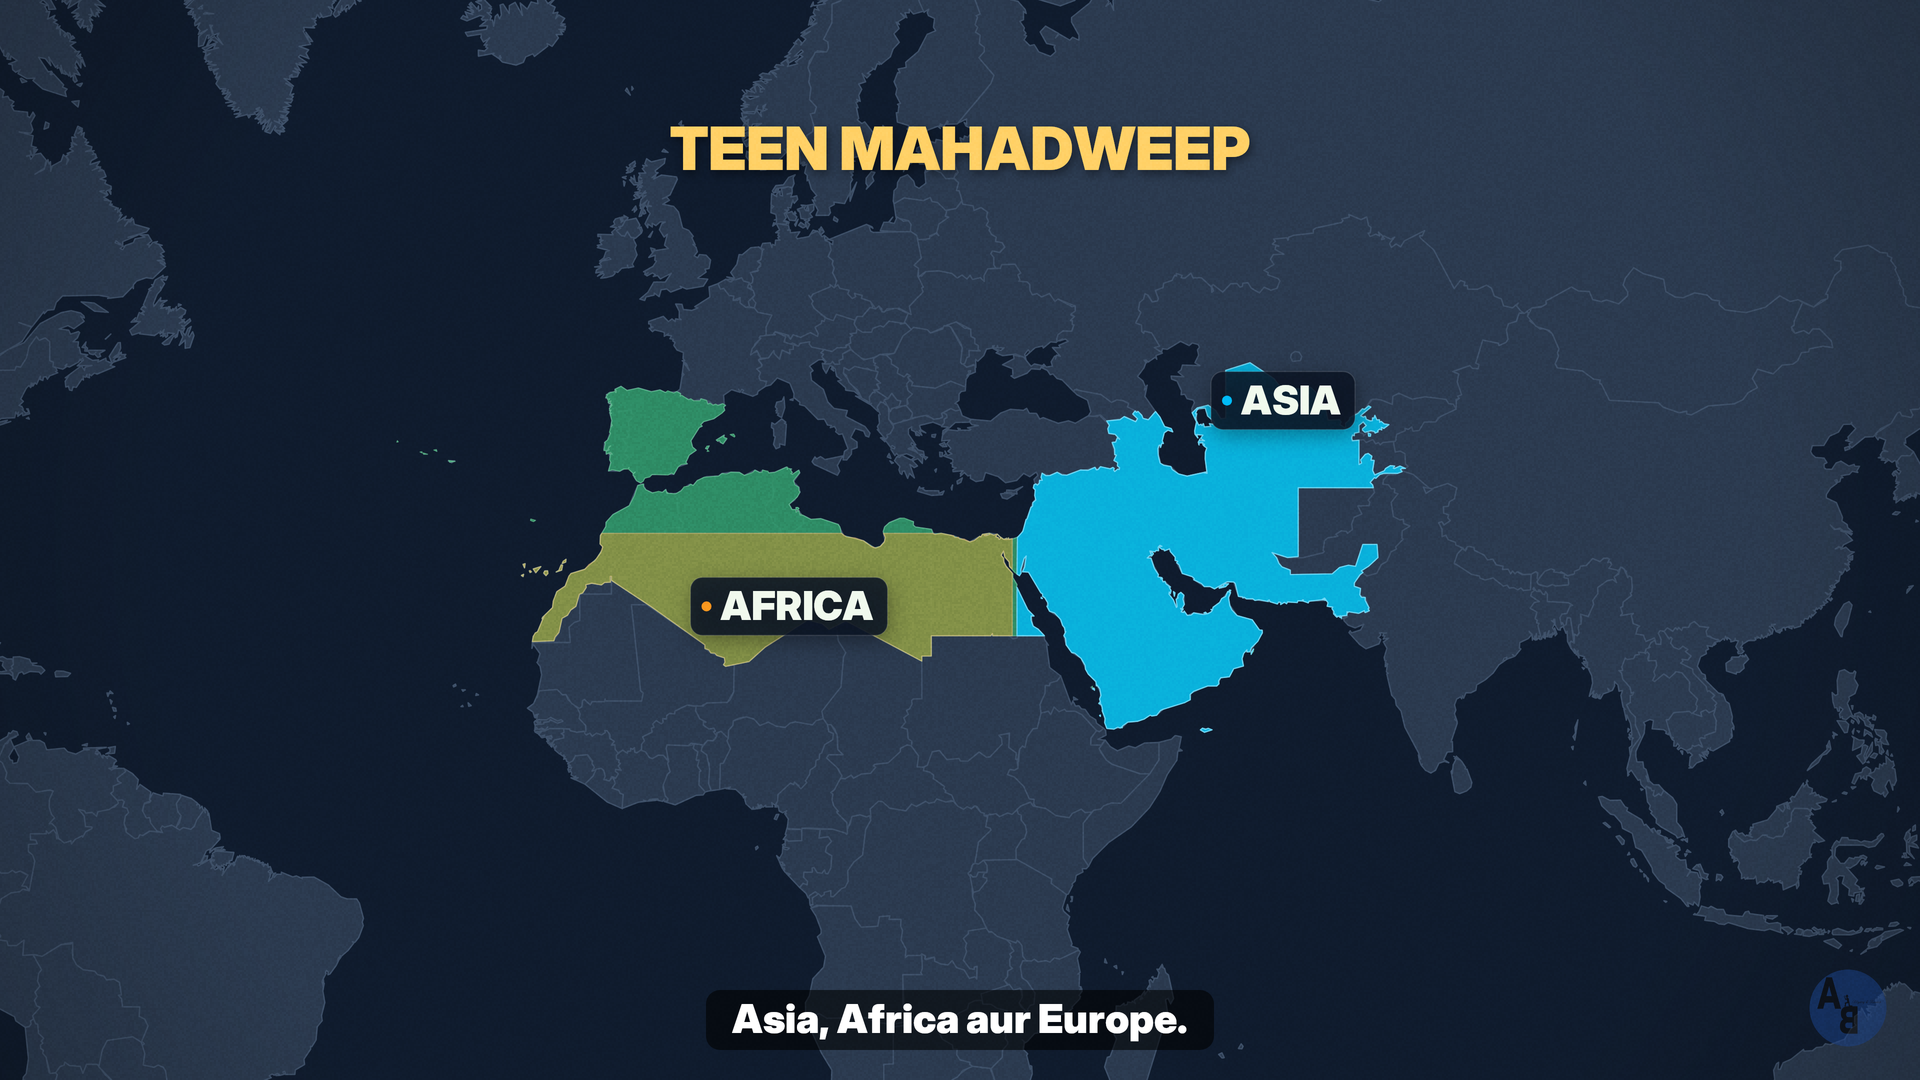 TEEN MAHADWEEP
ASIA
AFRICA
Asia, Africa aur Europe.
A
B